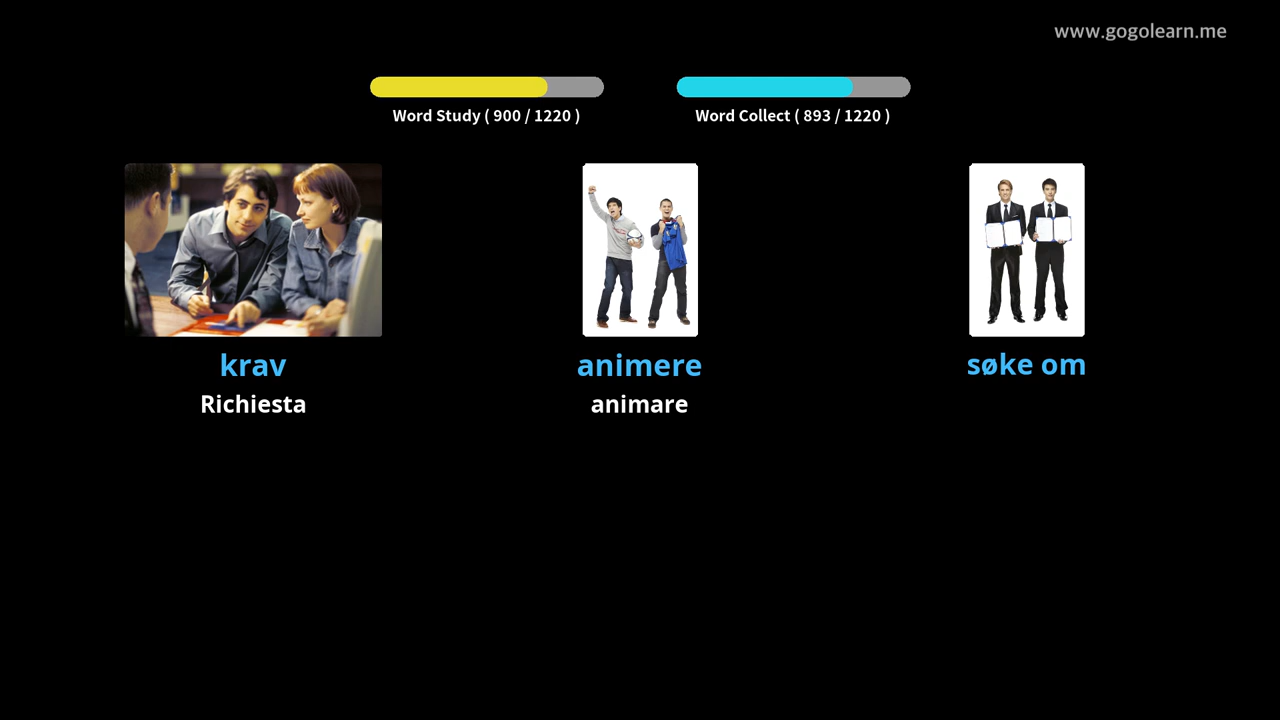 www.gogolearn.me
Word Study ( 900 / 1220 )
Word Collect ( 893 / 1220 )
krav
animere
søke om
Richiesta
animare